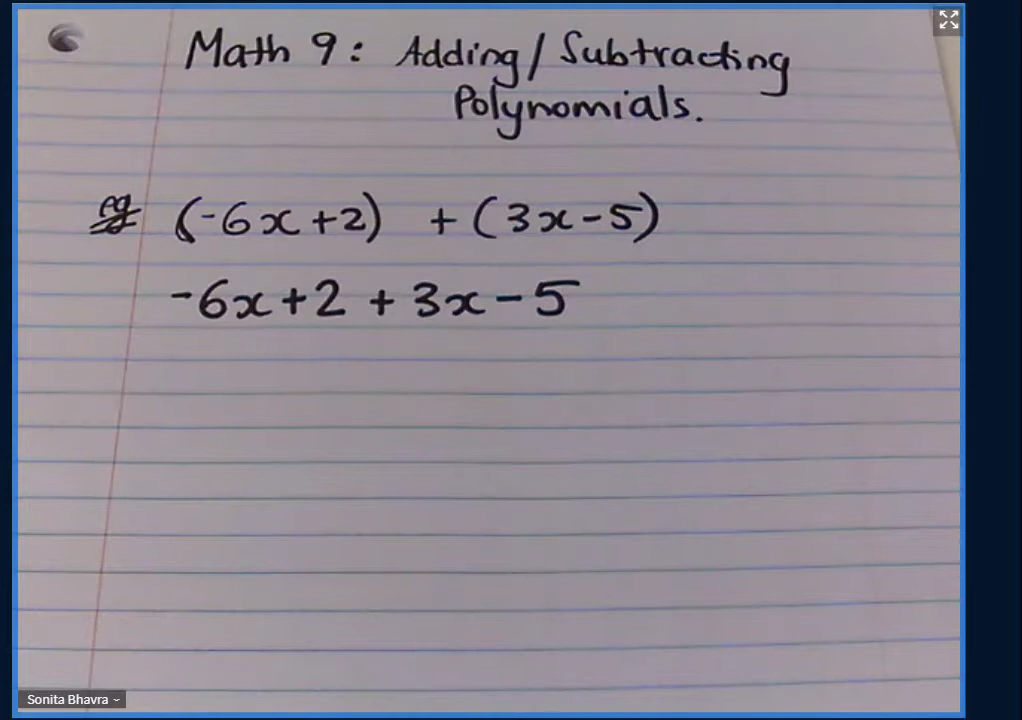 Math 9: Adding/Subtracting
Polynomials.
eg (-6x+2) + (3x-5)
-6x+2 + 3x-5
Sonita Bhavra